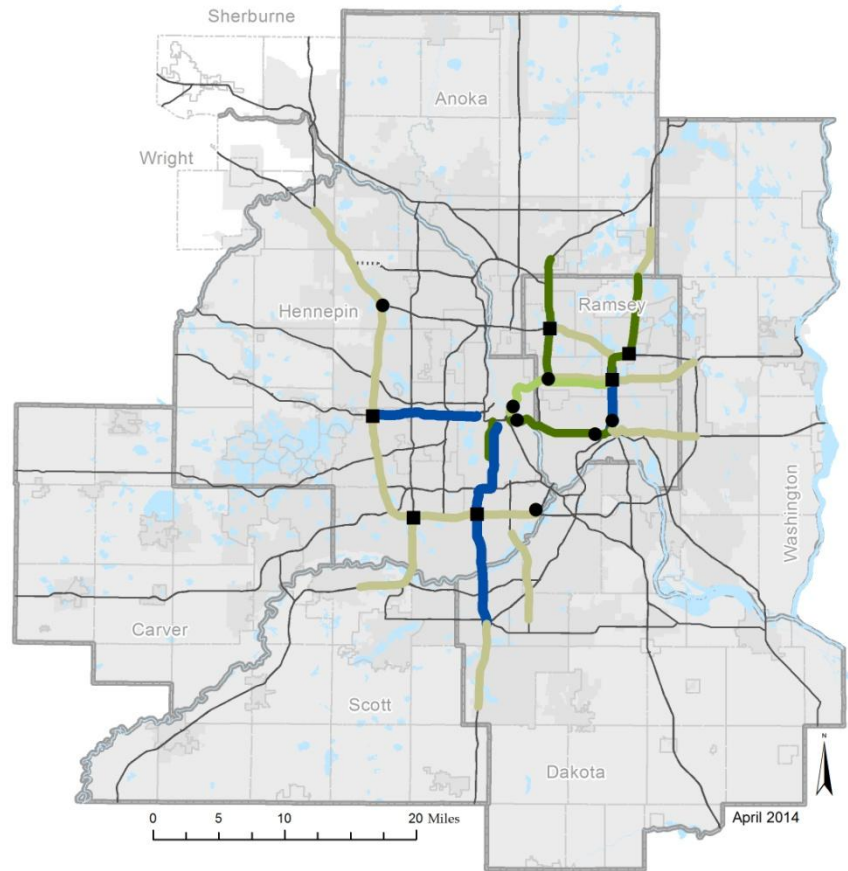 Sherburne
Anoka
Wright
Hennepin
Ramsey
Washington
Carver
Scott
Dakota
N
April 2014
0 5 10 20 Miles